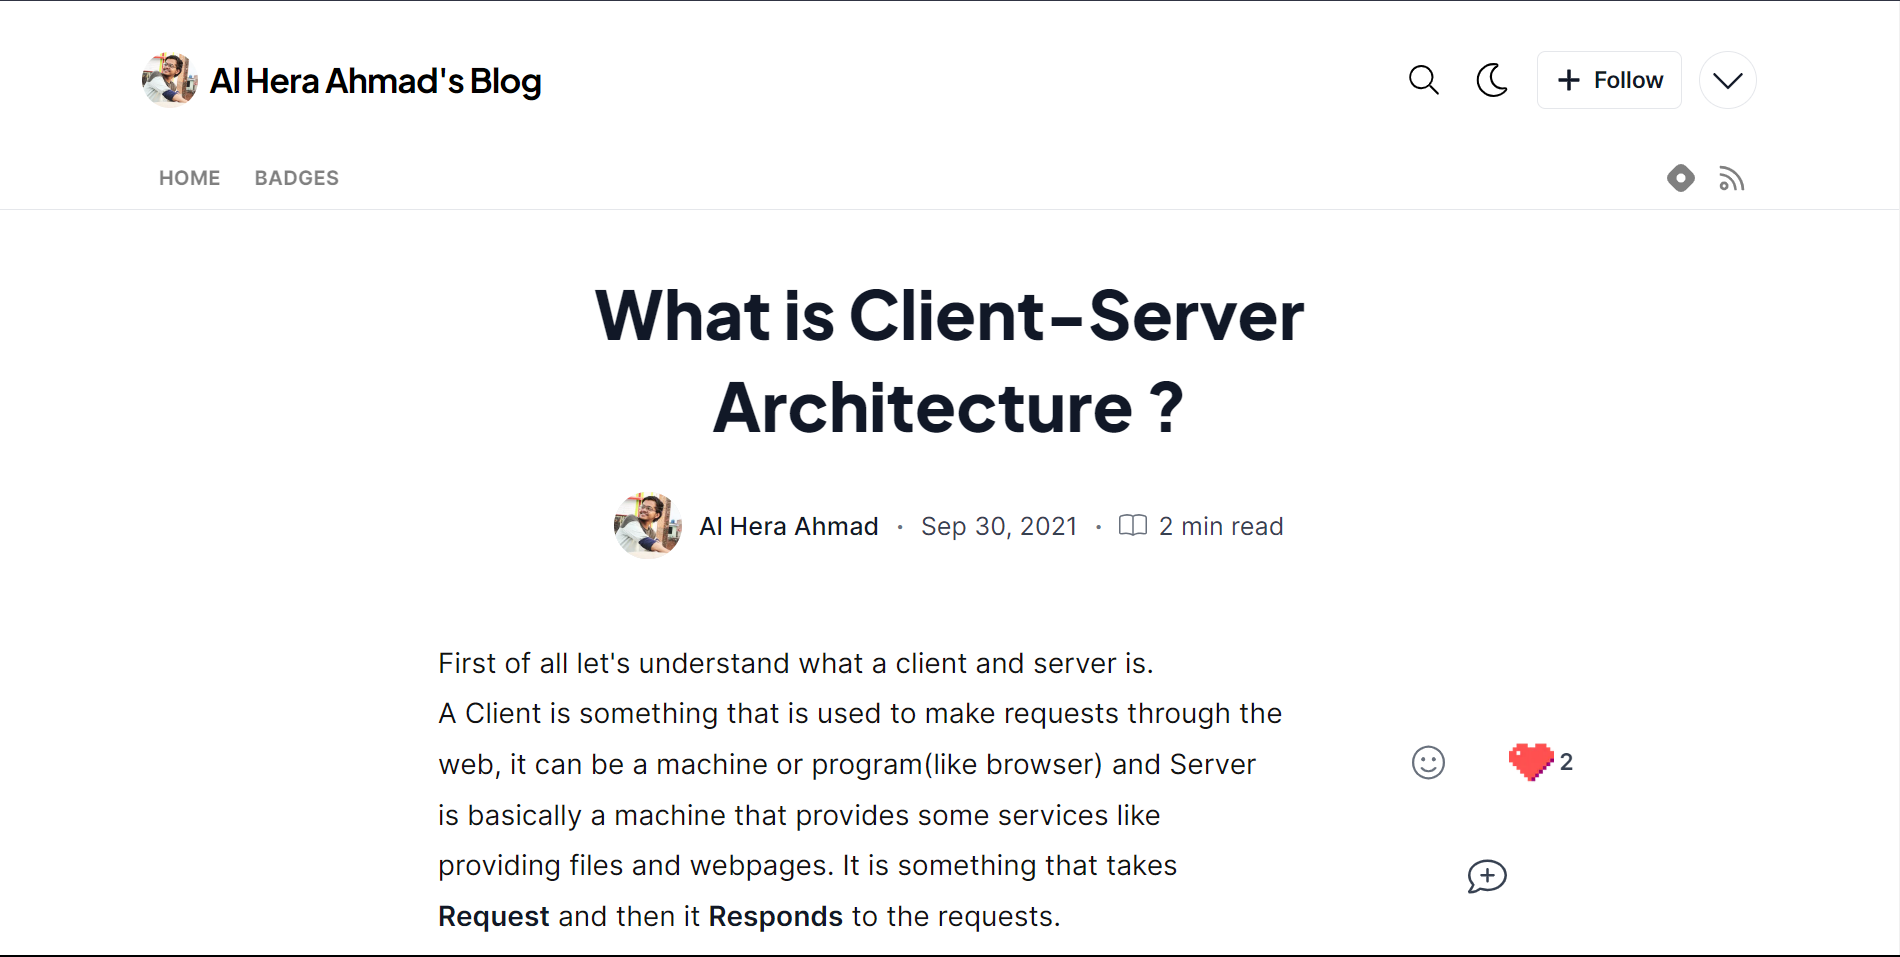 Al Hera Ahmad's Blog
Follow
HOME BADGES
What is Client-Server
Architecture ?
Al Hera Ahmad · Sep 30, 2021 · 2 min read
First of all let's understand what a client and server is.
A Client is something that is used to make requests through the
web, it can be a machine or program(like browser) and Server
is basically a machine that provides some services like
providing files and webpages. It is something that takes
Request and then it Responds to the requests.
2